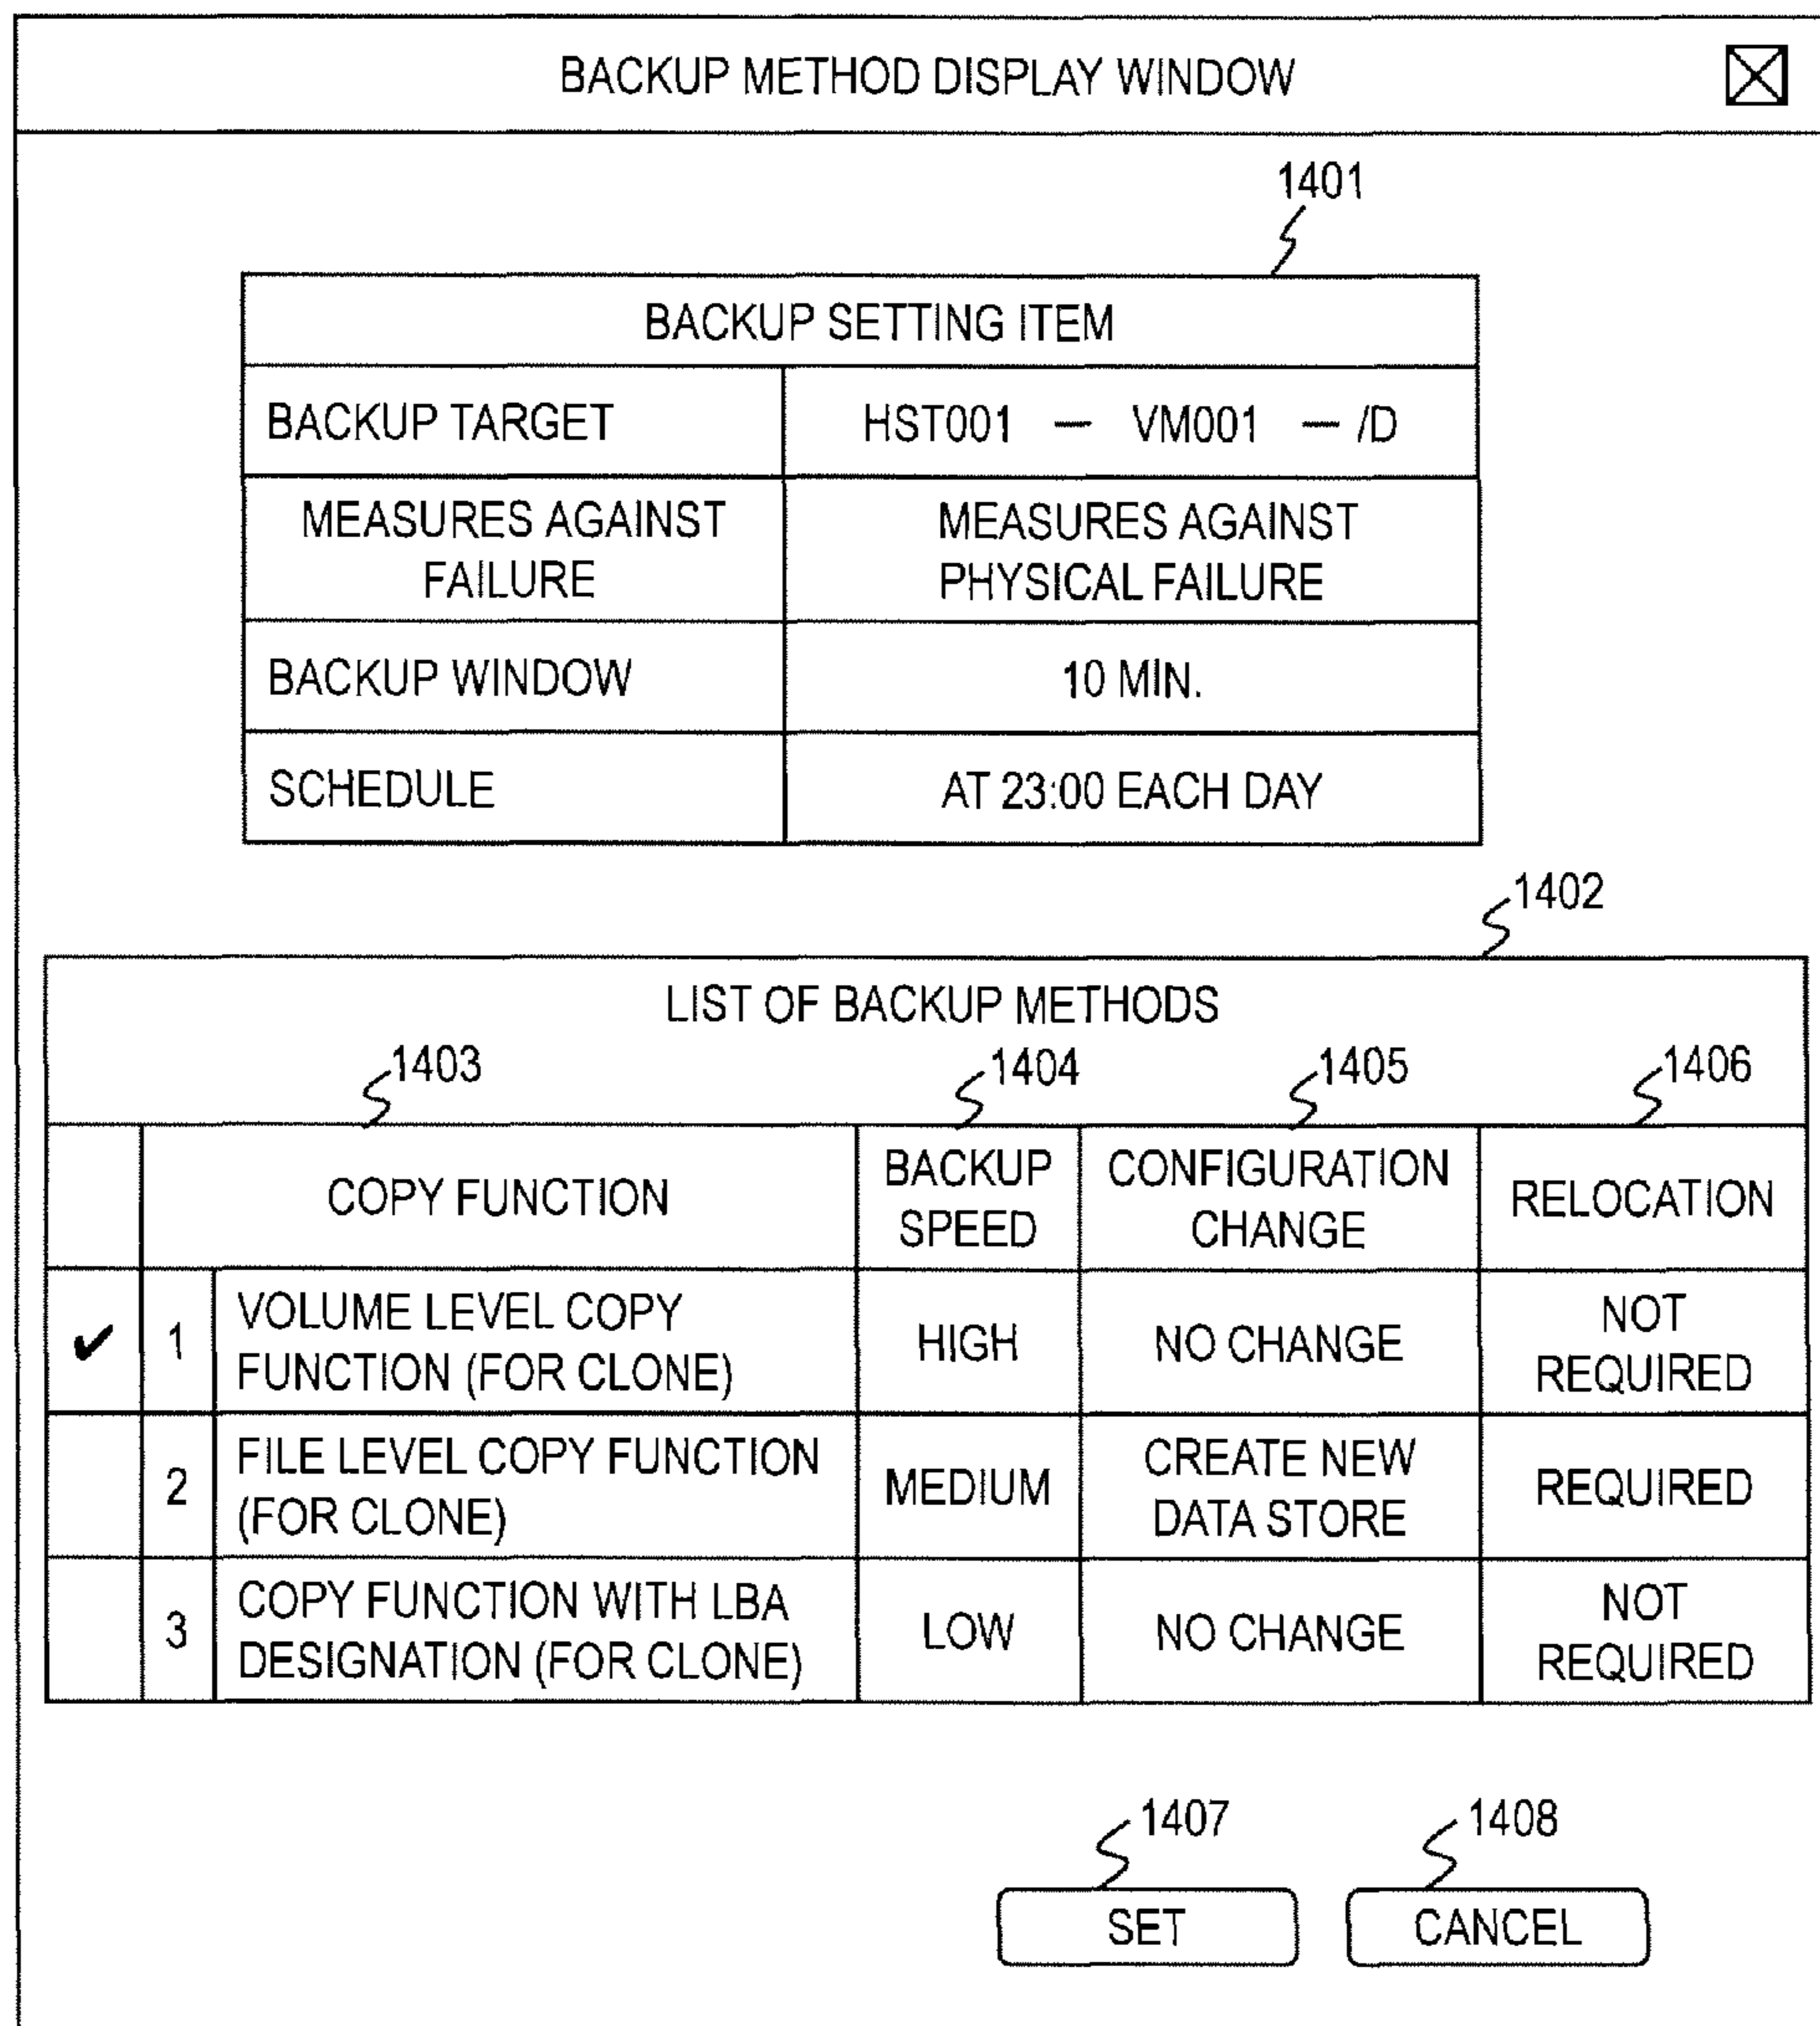 BACKUP METHOD DISPLAY WINDOW
1401
BACKUP SETTING ITEM
BACKUP TARGET
HST001 — VM001 — /D
MEASURES AGAINST
FAILURE
MEASURES AGAINST
PHYSICAL FAILURE
BACKUP WINDOW
10 MIN.
SCHEDULE
AT 23:00 EACH DAY
1402
LIST OF BACKUP METHODS
1403
1404
1405
1406
COPY FUNCTION
BACKUP
SPEED
CONFIGURATION
CHANGE
RELOCATION
✔
1
VOLUME LEVEL COPY
FUNCTION (FOR CLONE)
HIGH
NO CHANGE
NOT
REQUIRED
2
FILE LEVEL COPY FUNCTION
(FOR CLONE)
MEDIUM
CREATE NEW
DATA STORE
REQUIRED
3
COPY FUNCTION WITH LBA
DESIGNATION (FOR CLONE)
LOW
NO CHANGE
NOT
REQUIRED
1407
1408
SET
CANCEL